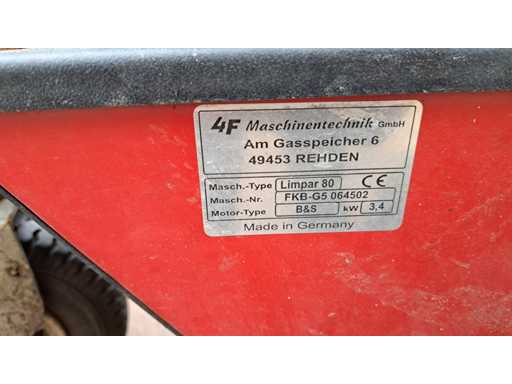 4F Maschinentechnik GmbH
Am Gasspeicher 6
49453 REHDEN
Masch.-Type Limpar 80 CE
Masch.-Nr. FKB-G5 064502
Motor-Type B&S kW 3,4
Made in Germany